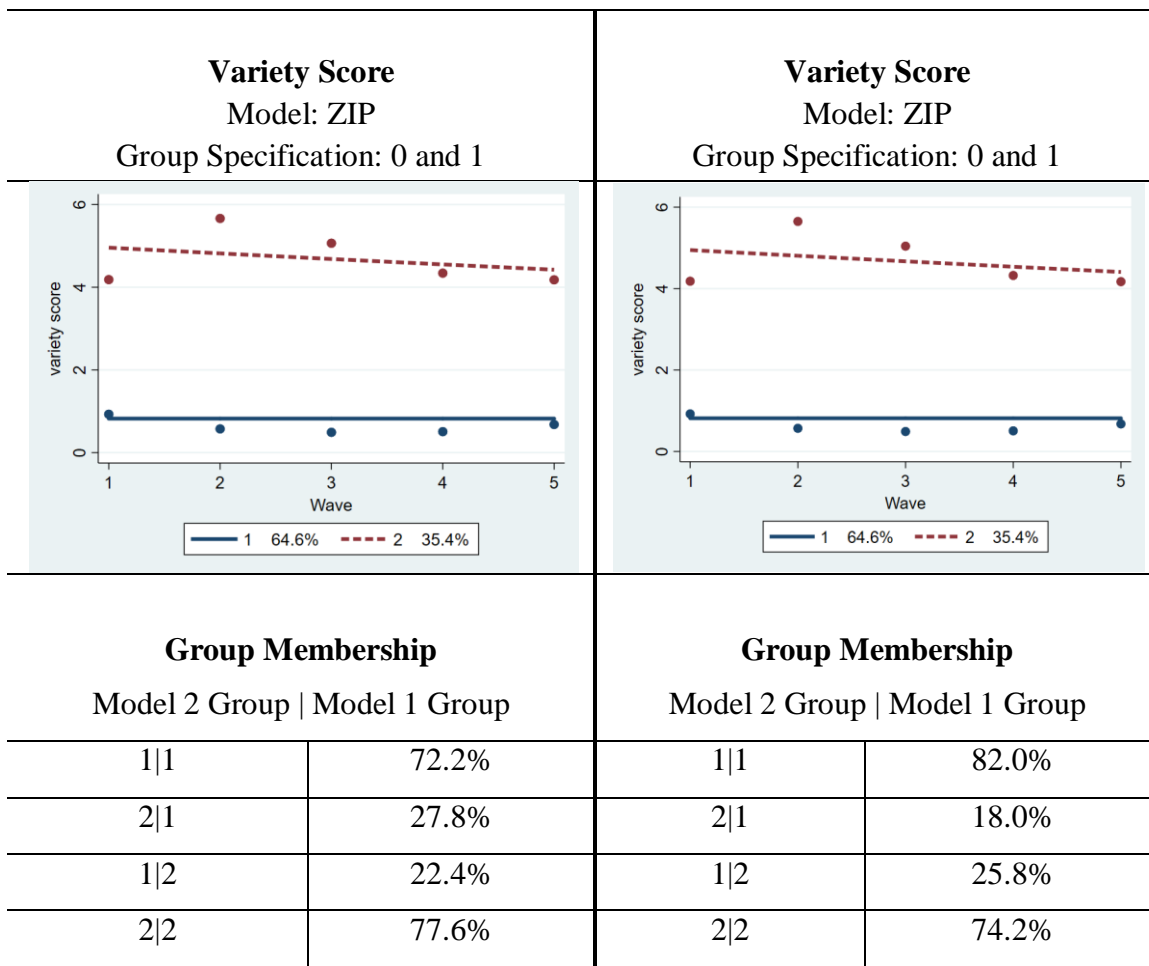 Variety Score
Model: ZIP
Group Specification: 0 and 1
6
4
2
0
variety score
1 2 3 4 5
Wave
1 64.6% 2 35.4%
Group Membership
Model 2 Group | Model 1 Group
1|1 72.2%
2|1 27.8%
1|2 22.4%
2|2 77.6%
Variety Score
Model: ZIP
Group Specification: 0 and 1
6
4
2
0
variety score
1 2 3 4 5
Wave
1 64.6% 2 35.4%
Group Membership
Model 2 Group | Model 1 Group
1|1 82.0%
2|1 18.0%
1|2 25.8%
2|2 74.2%